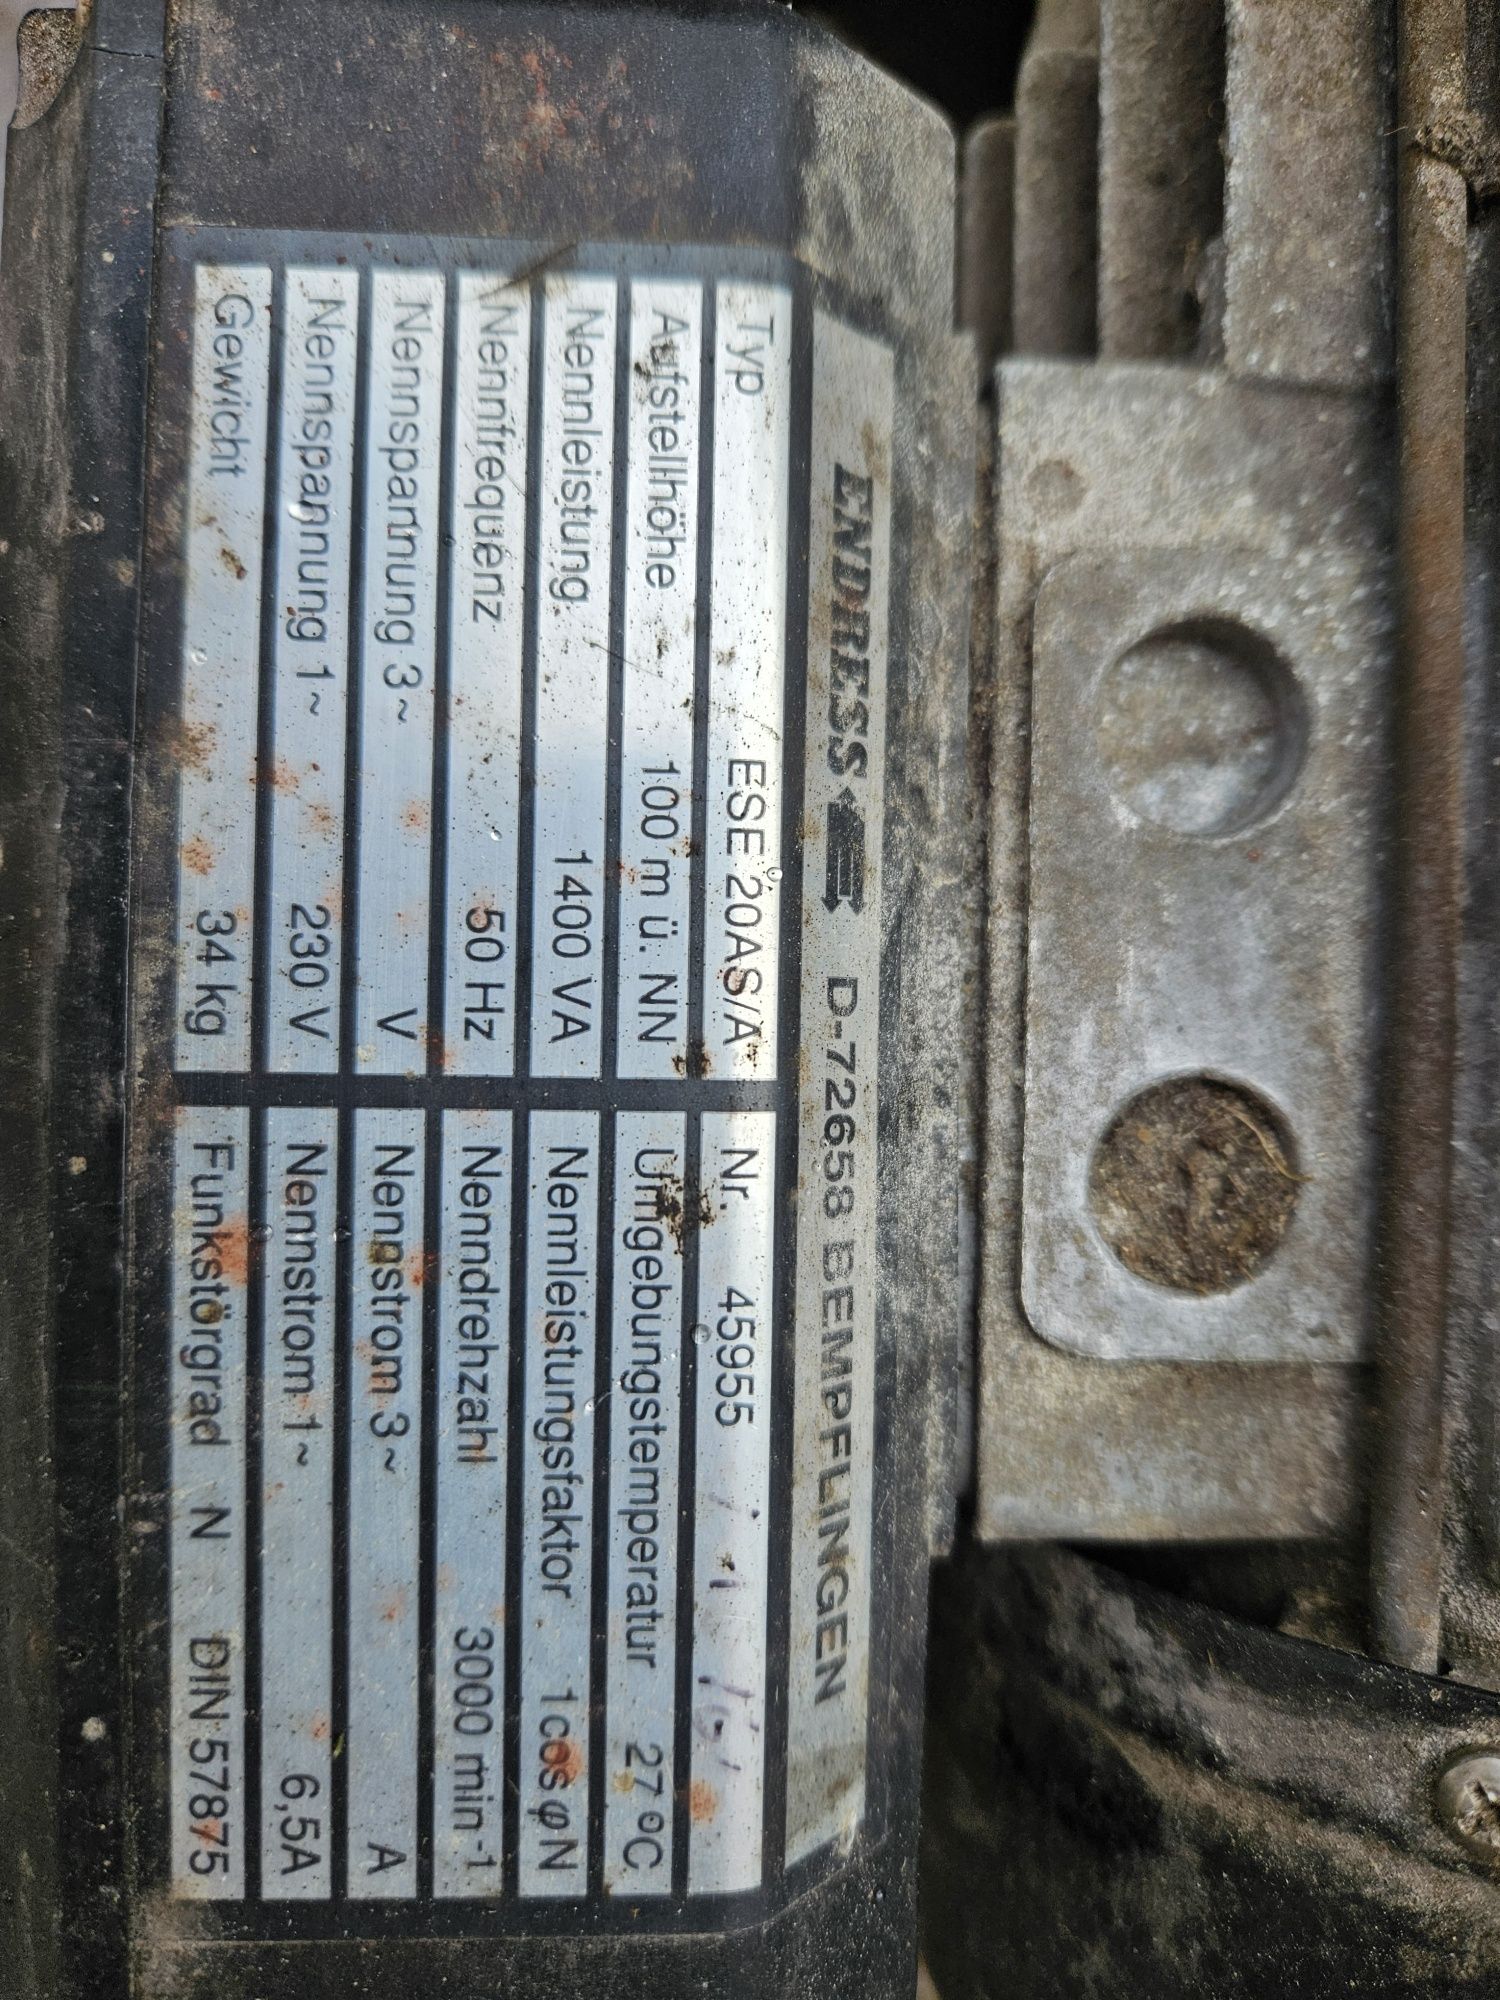 ENDRESS D-72658 BEMPFLINGEN
Typ ESE 20AS/A Nr. 45955
Aufstellhöhe 100 m ü. NN Umgebungstemperatur 27 °C
Nennleistung 1400 VA Nennleistungsfaktor 1cos φN
Nennfrequenz 50 Hz Nenndrehzahl 3000 min-1
Nennspannung 3~ V Nennstrom 3~ A
Nennspannung 1~ 230 V Nennstrom 1~ 6,5A
Gewicht 34 kg Funkstörgrad N DIN 57875